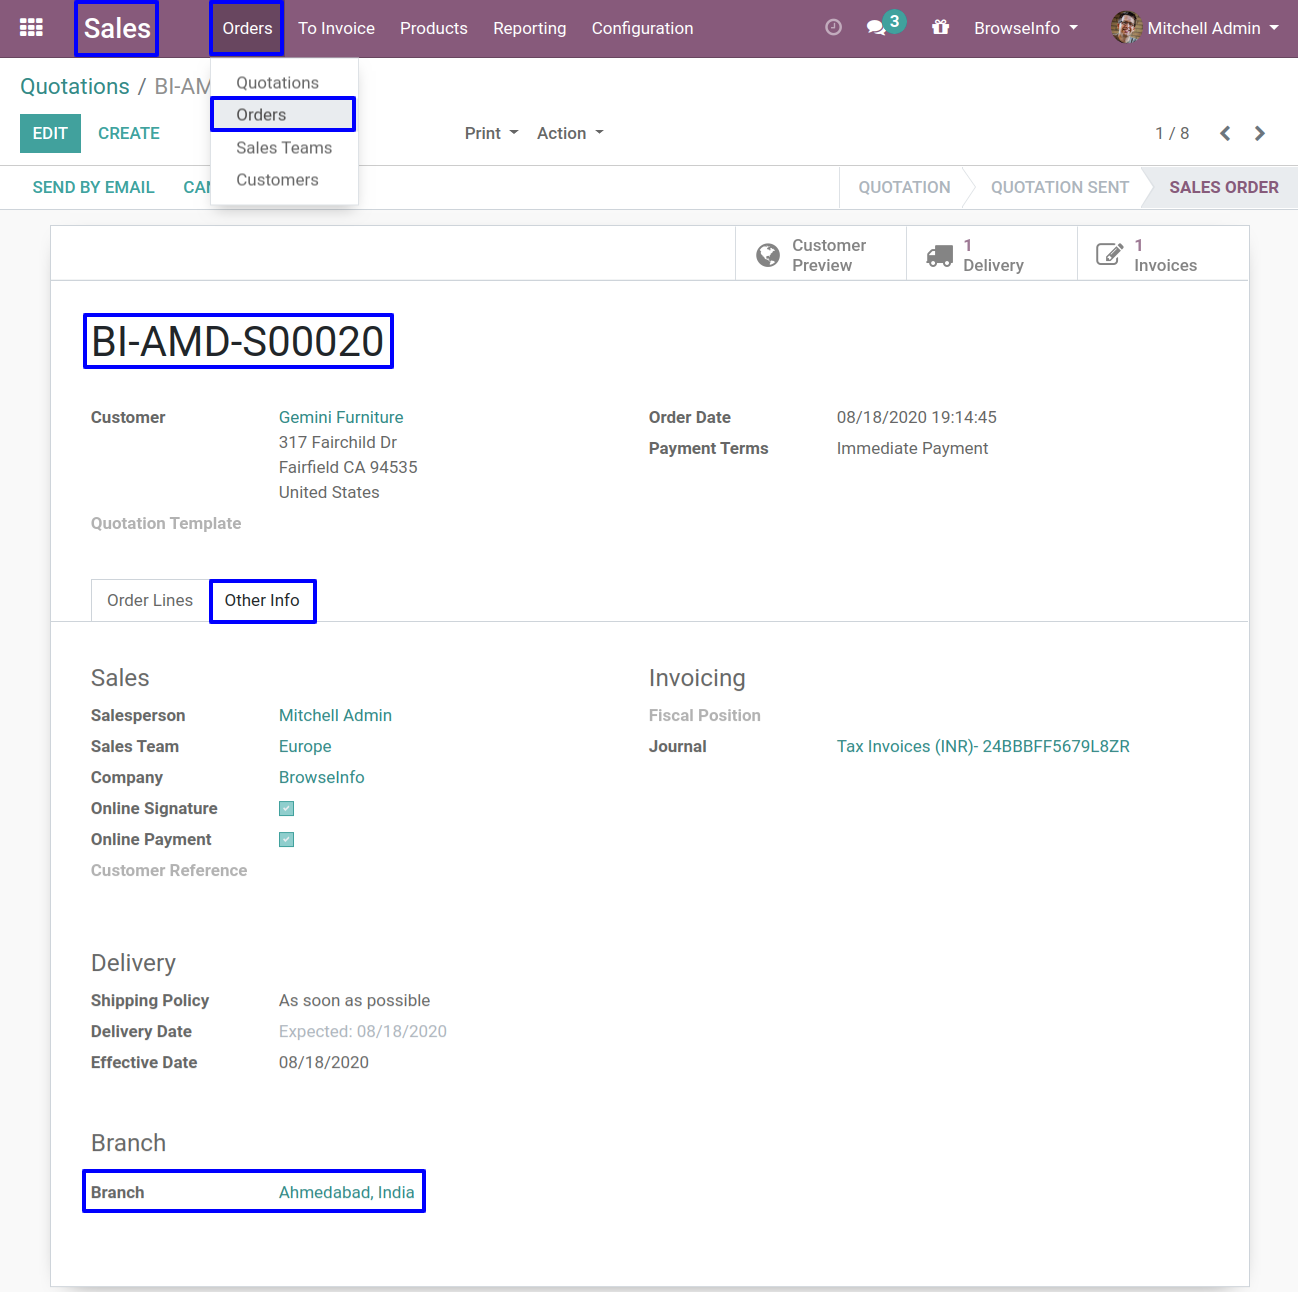 Sales Orders To Invoice Products Reporting Configuration 3 BrowseInfo Mitchell Admin
Quotations / BI-AM
Quotations
Orders
Sales Teams
Customers
EDIT CREATE Print Action 1 / 8
SEND BY EMAIL CAN QUOTATION QUOTATION SENT SALES ORDER
Customer Preview 1 Delivery 1 Invoices
BI-AMD-S00020
Customer Gemini Furniture Order Date 08/18/2020 19:14:45
317 Fairchild Dr Payment Terms Immediate Payment
Fairfield CA 94535
United States
Quotation Template
Order Lines Other Info
Sales Invoicing
Salesperson Mitchell Admin Fiscal Position
Sales Team Europe Journal Tax Invoices (INR)- 24BBBFF5679L8ZR
Company BrowseInfo
Online Signature
Online Payment
Customer Reference
Delivery
Shipping Policy As soon as possible
Delivery Date Expected: 08/18/2020
Effective Date 08/18/2020
Branch
Branch Ahmedabad, India